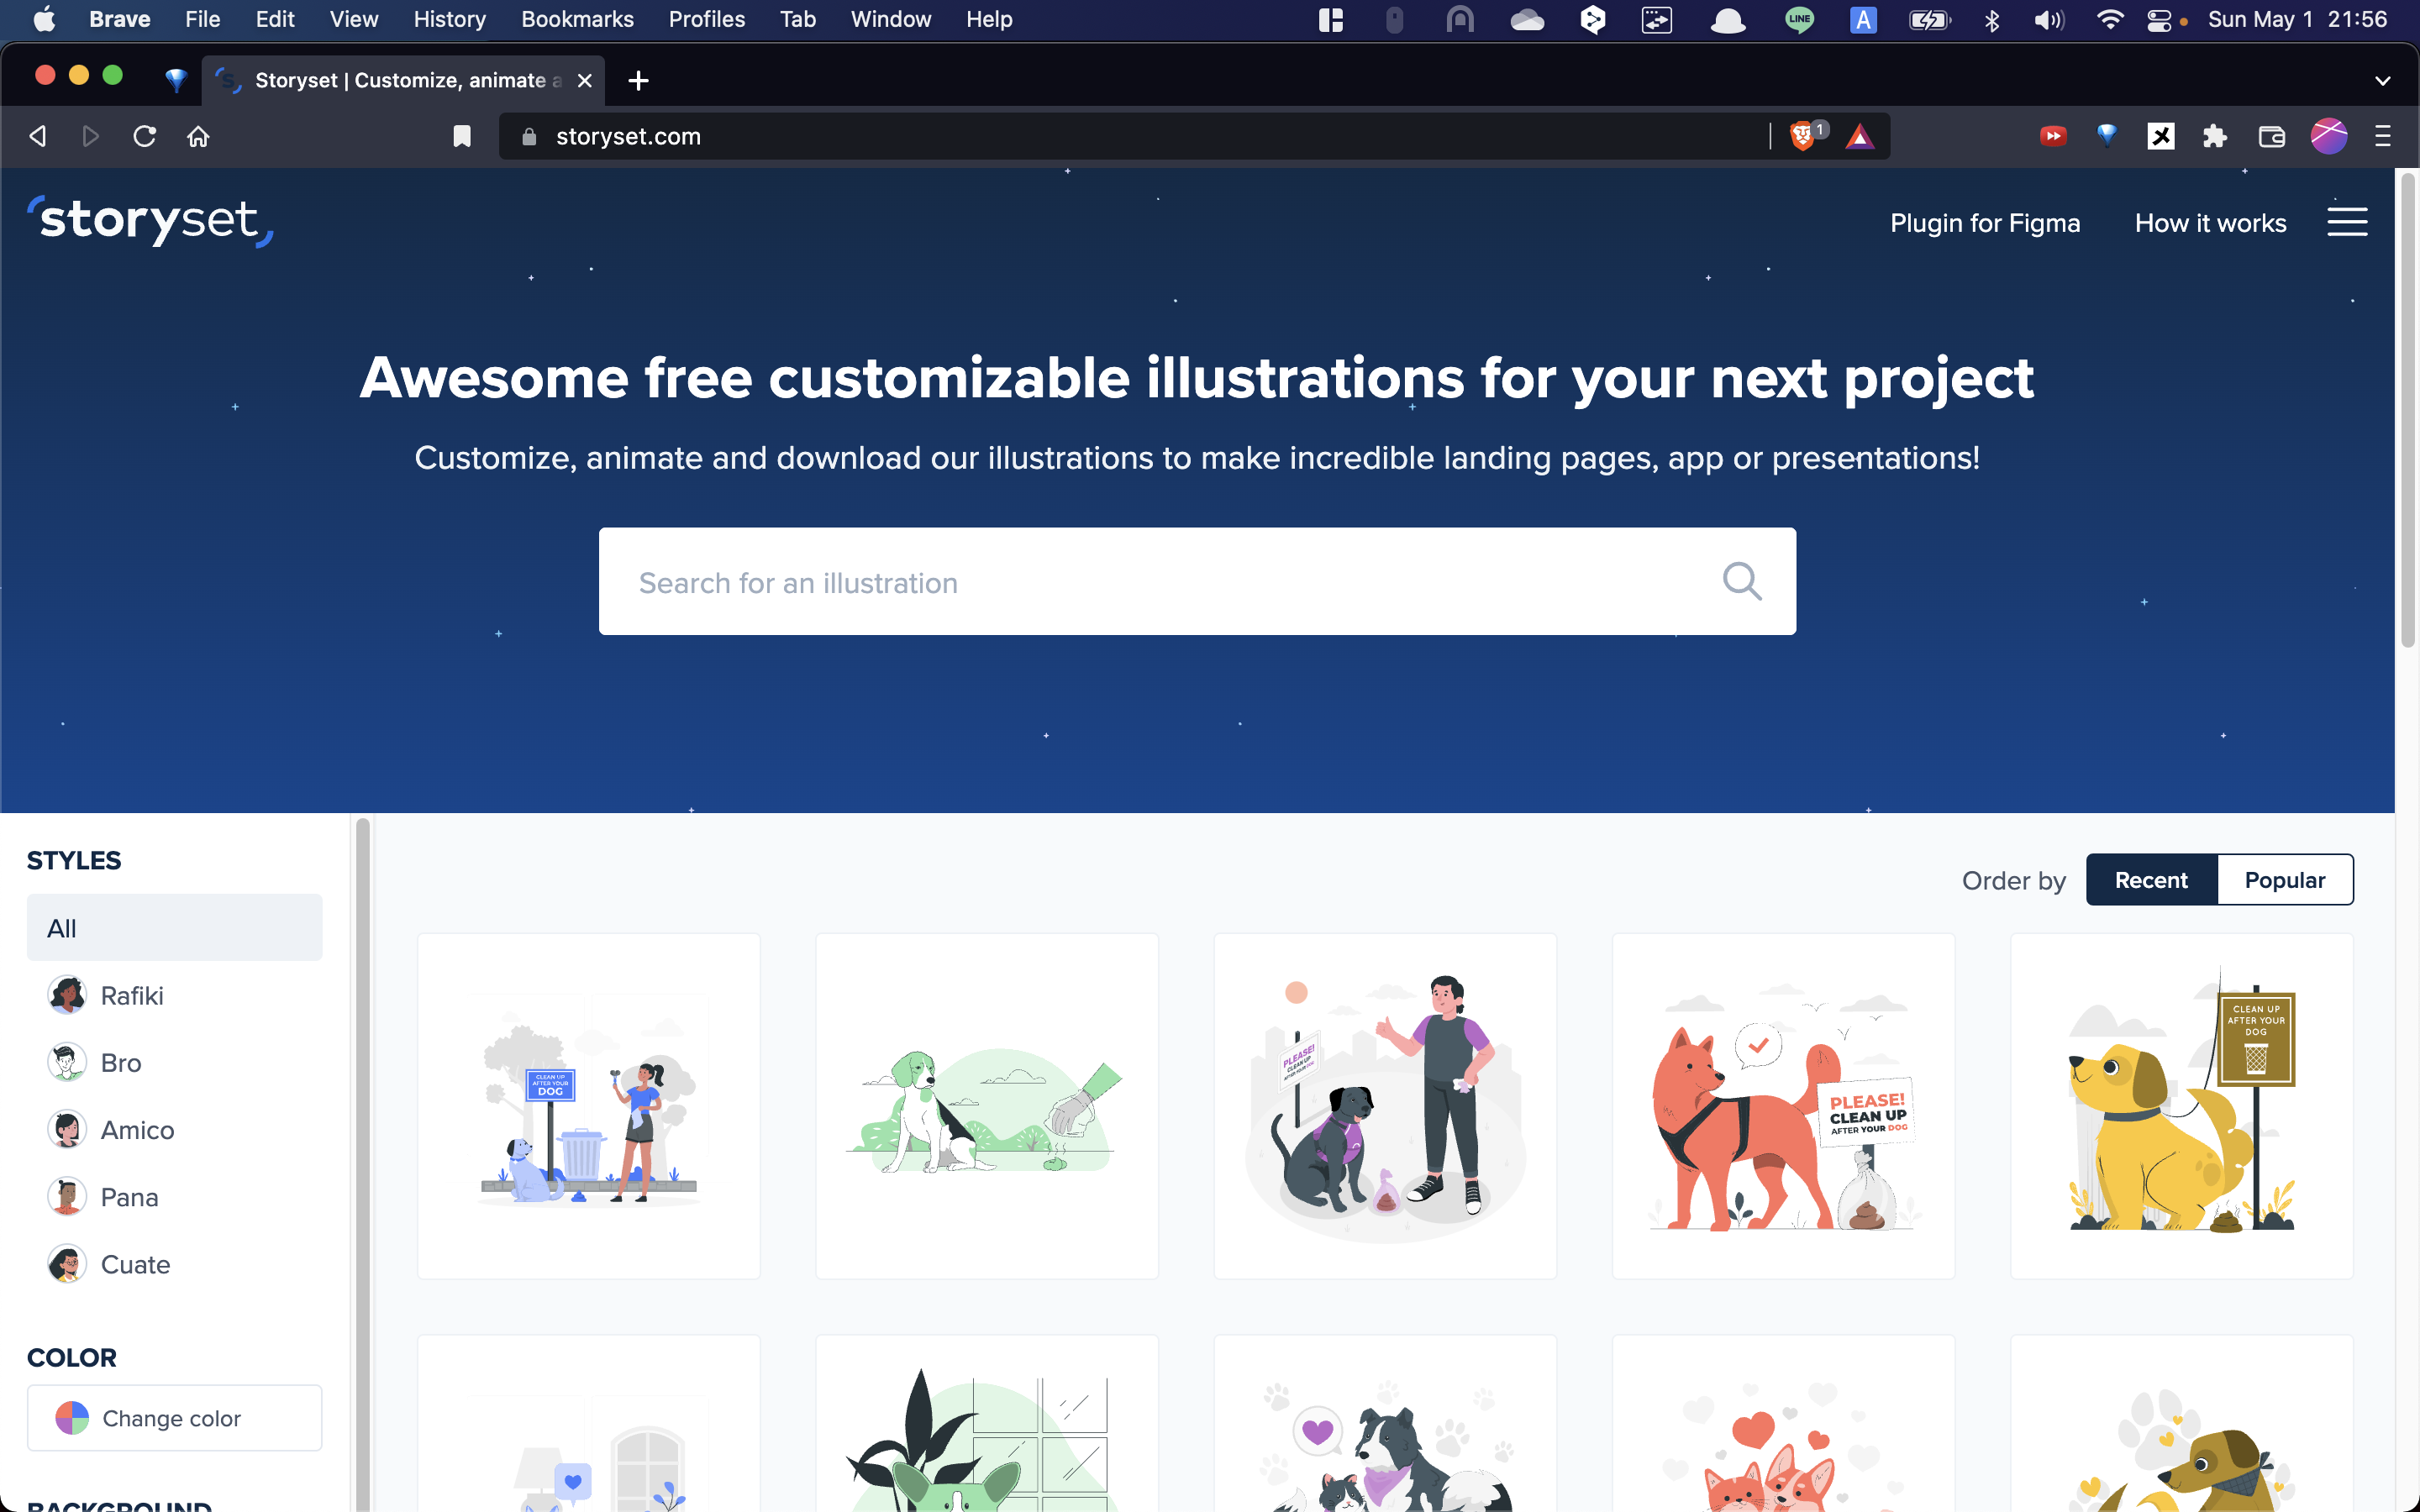 Brave File Edit View History Bookmarks Profiles Tab Window Help LINE A Sun May 1 21:56
Storyset | Customize, animate a
storyset.com 1
storyset
Plugin for Figma How it works
Awesome free customizable illustrations for your next project
Customize, animate and download our illustrations to make incredible landing pages, app or presentations!
Search for an illustration
STYLES
All
Rafiki
Bro
Amico
Pana
Cuate
COLOR
Change color
BACKGROUND
Order by Recent Popular
CLEAN UP
AFTER YOUR
DOG
PLEASE!
CLEAN UP
AFTER YOUR DOG
PLEASE!
CLEAN UP
AFTER YOUR DOG
CLEAN UP
AFTER YOUR
DOG